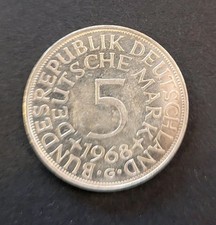 BUNDESREPUBLIK DEUTSCHLAND
DEUTSCHE MARK
5
1968
G